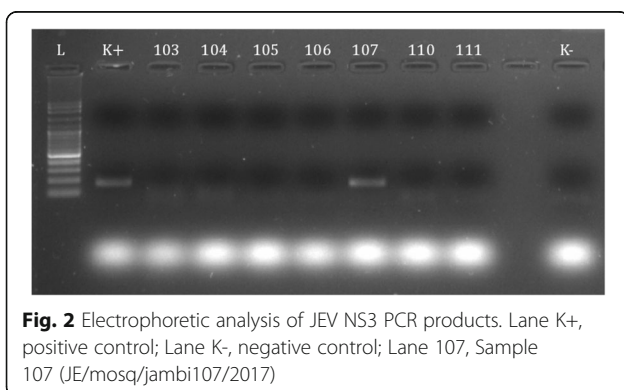 L K+ 103 104 105 106 107 110 111 K-
Fig. 2 Electrophoretic analysis of JEV NS3 PCR products. Lane K+,
positive control; Lane K-, negative control; Lane 107, Sample
107 (JE/mosq/jambi107/2017)